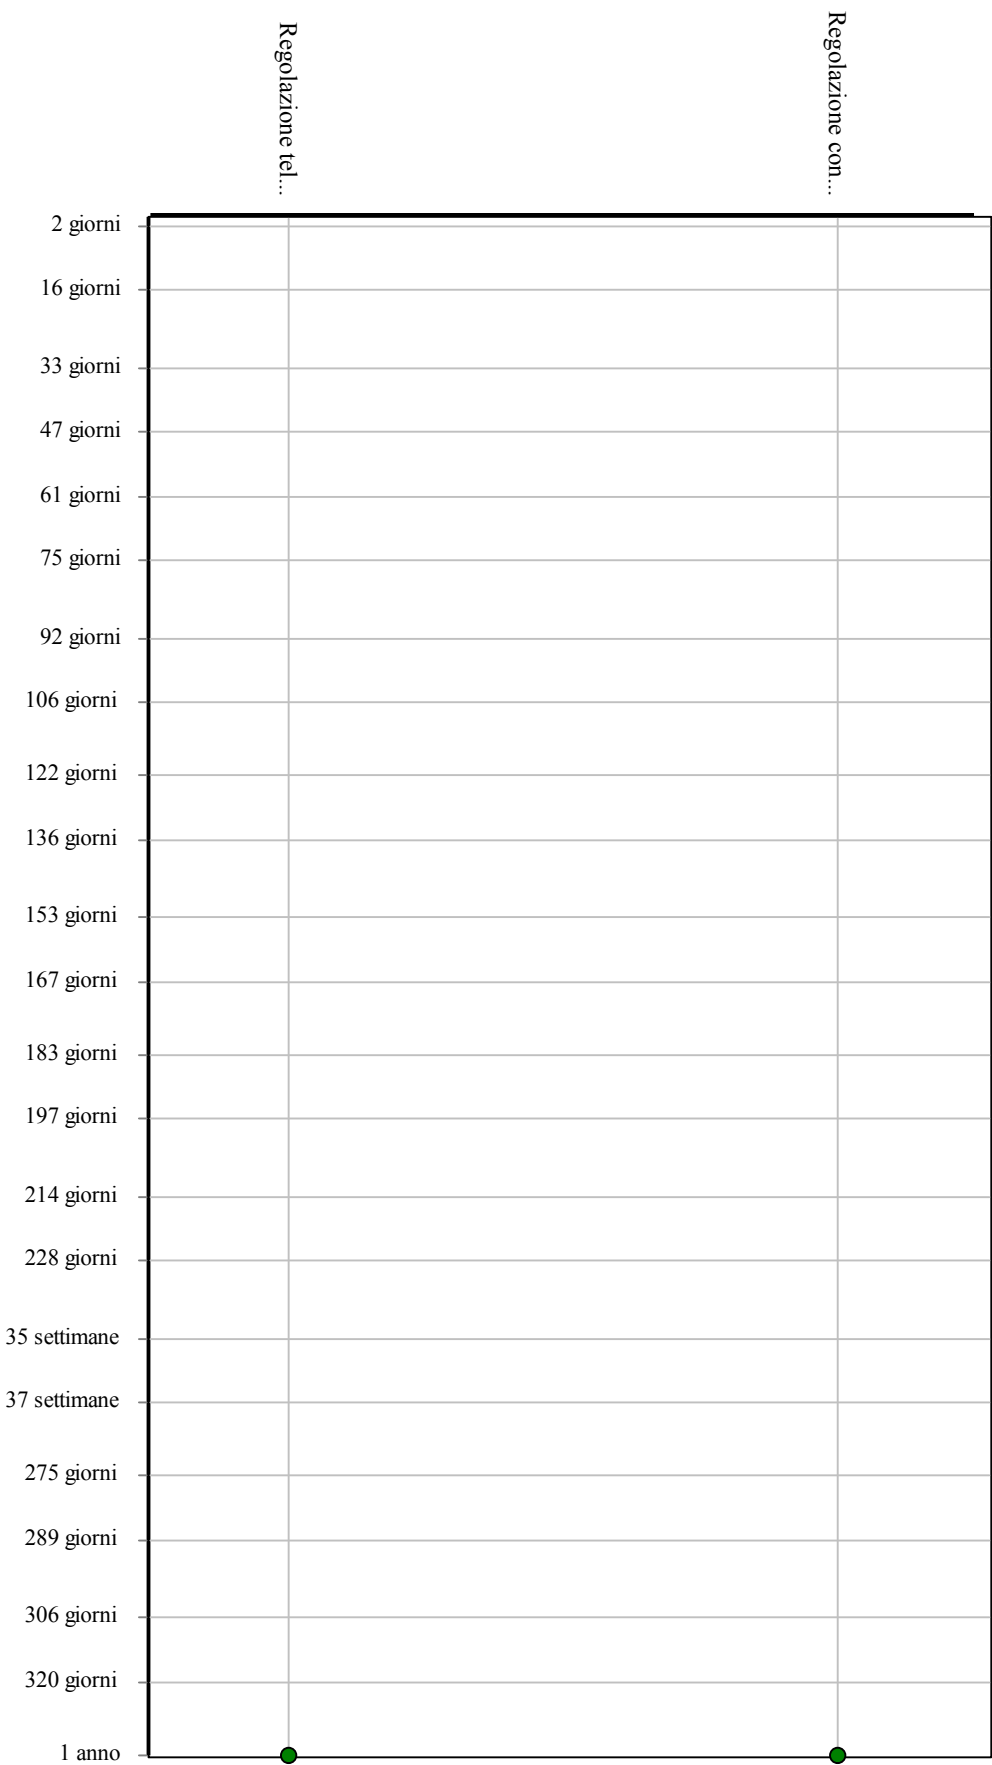 Regolazione tel...
Regolazione con...
2 giorni
16 giorni
33 giorni
47 giorni
61 giorni
75 giorni
92 giorni
106 giorni
122 giorni
136 giorni
153 giorni
167 giorni
183 giorni
197 giorni
214 giorni
228 giorni
35 settimane
37 settimane
275 giorni
289 giorni
306 giorni
320 giorni
1 anno